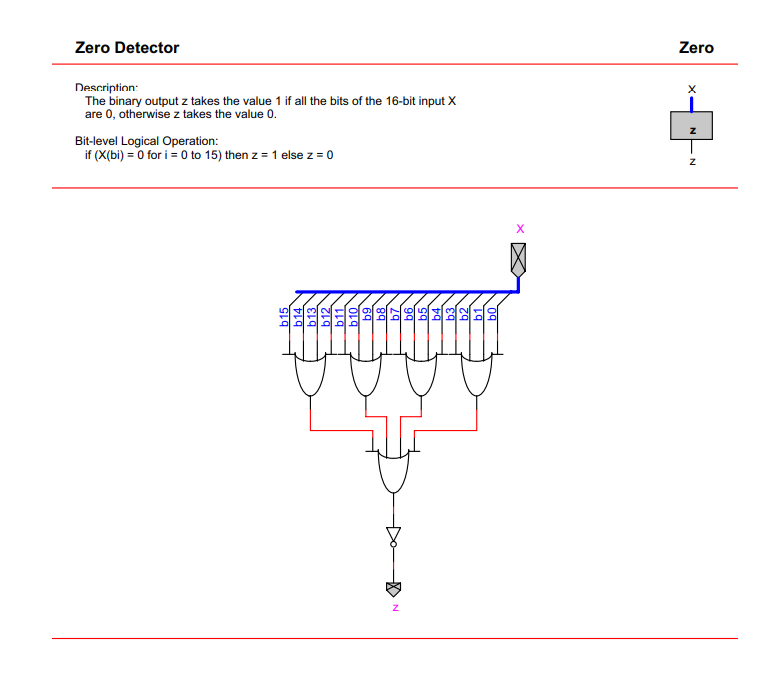 Zero Detector
Zero
Description:
The binary output z takes the value 1 if all the bits of the 16-bit input X
are 0, otherwise z takes the value 0.
Bit-level Logical Operation:
if (X(bi) = 0 for i = 0 to 15) then z = 1 else z = 0
X
z
z
X
b15
b14
b13
b12
b11
b10
b9
b8
b7
b6
b5
b4
b3
b2
b1
b0
z